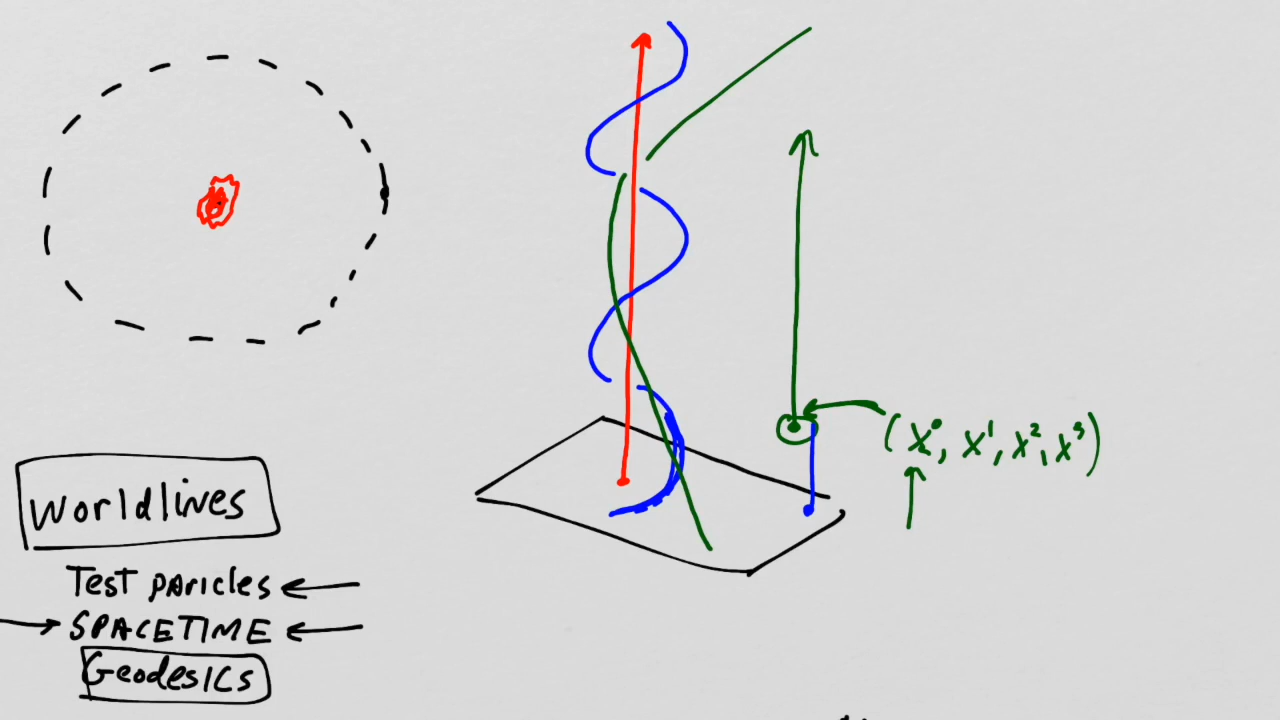 (x⁰, x¹, x², x³)
Worldlines
Test paricles
SPACETIME
Geodesics